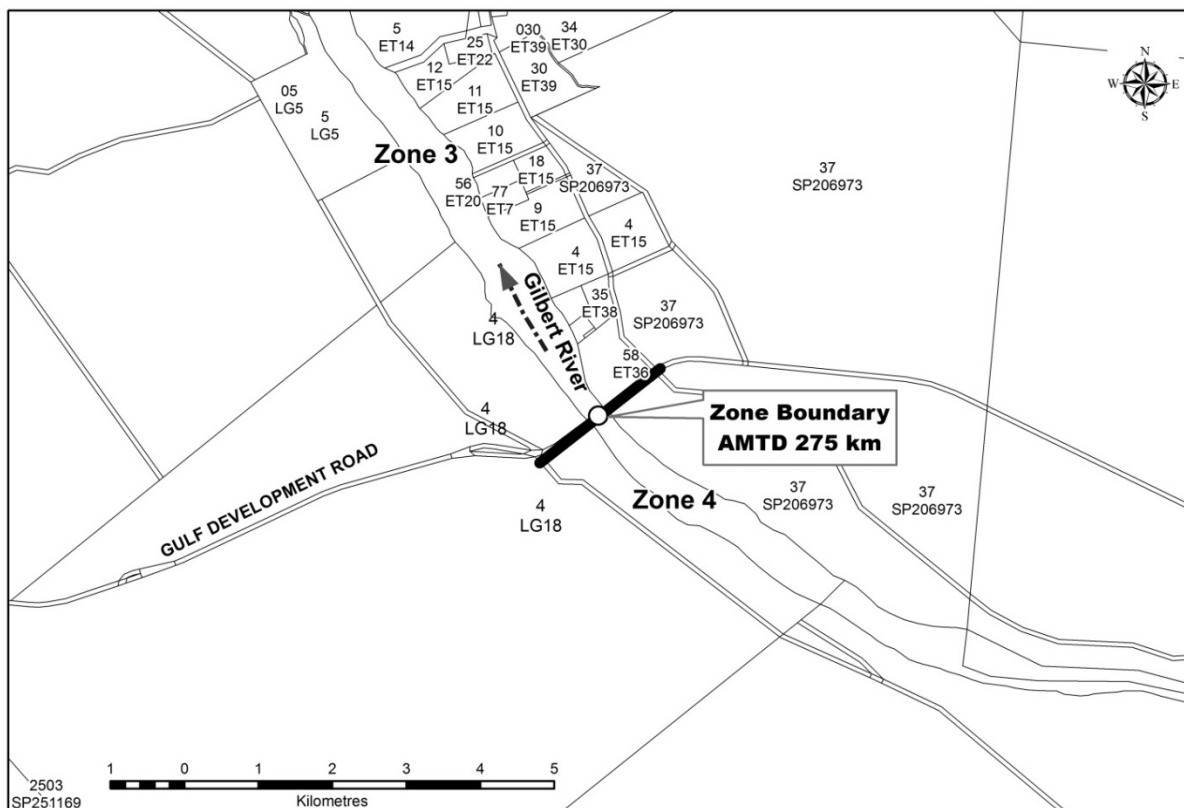 5
ET14
25
ET22
030
ET39
34
ET30
12
ET15
30
ET39
05
LG5
5
LG5
11
ET15
10
ET15
Zone 3
18
ET15
37
SP206973
37
SP206973
56
ET20
77
ET7
9
ET15
4
ET15
4
ET15
35
ET38
37
SP206973
Gilbert River
4
LG18
58
ET36
4
LG18
Zone Boundary
AMTD 275 km
GULF DEVELOPMENT ROAD
4
LG18
Zone 4
37
SP206973
37
SP206973
N
W E
S
2503
SP251169
1 0 1 2 3 4 5
Kilometres